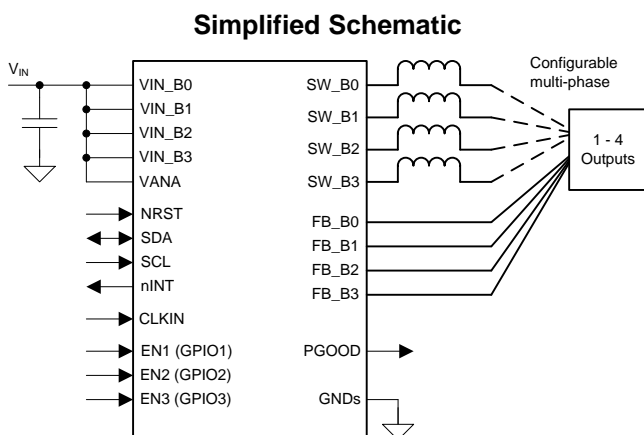 Simplified Schematic
V_IN
VIN_B0
VIN_B1
VIN_B2
VIN_B3
VANA
NRST
SDA
SCL
nINT
CLKIN
EN1 (GPIO1)
EN2 (GPIO2)
EN3 (GPIO3)
SW_B0
SW_B1
SW_B2
SW_B3
FB_B0
FB_B1
FB_B2
FB_B3
PGOOD
GNDs
Configurable
multi-phase
1 - 4
Outputs